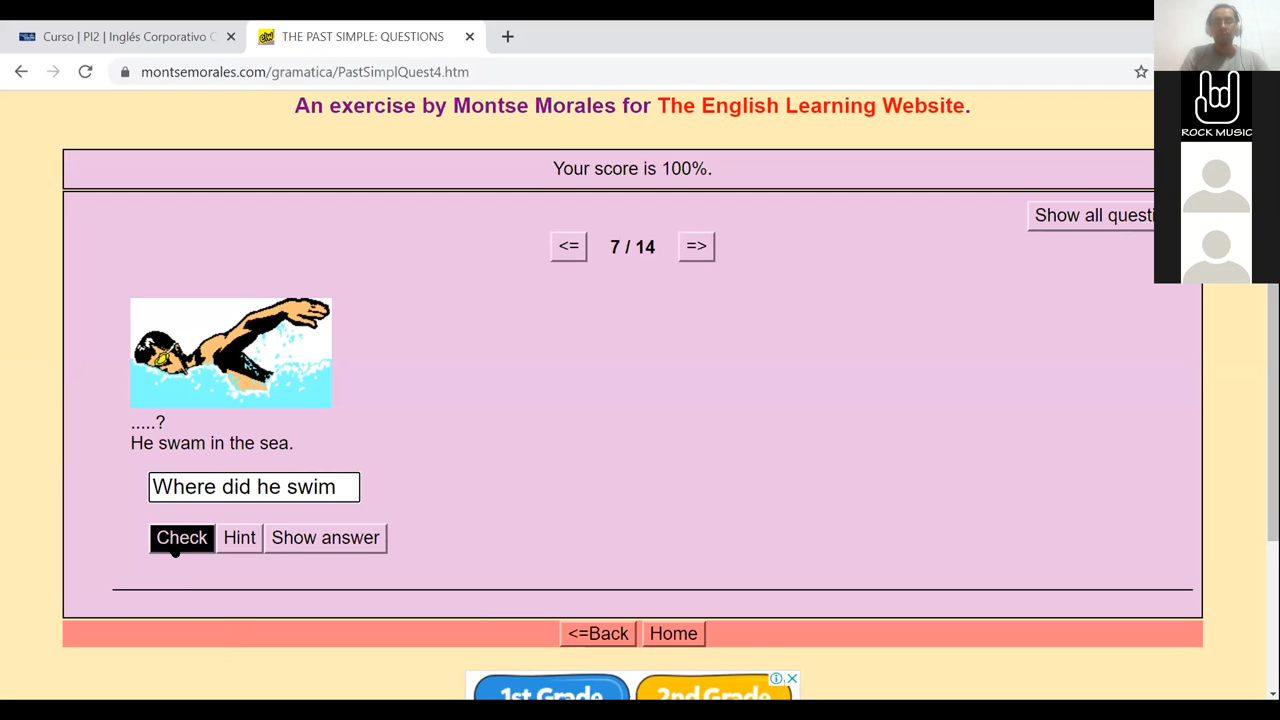 Curso | PI2 | Inglés Corporativo C
THE PAST SIMPLE: QUESTIONS
montsemorales.com/gramatica/PastSimplQuest4.htm
ROCK MUSIC
An exercise by Montse Morales for The English Learning Website.
Your score is 100%.
Show all questi
<= 7 / 14 =>
.....?
He swam in the sea.
Where did he swim
Check Hint Show answer
<=Back Home
1st Grade 2nd Grade